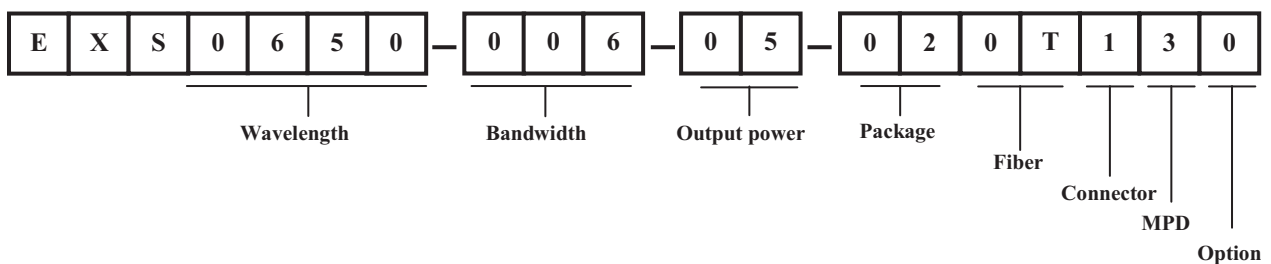 E X S 0 6 5 0 – 0 0 6 – 0 5 – 0 2 0 T 1 3 0
Wavelength Bandwidth Output power Package
Fiber
Connector
MPD
Option